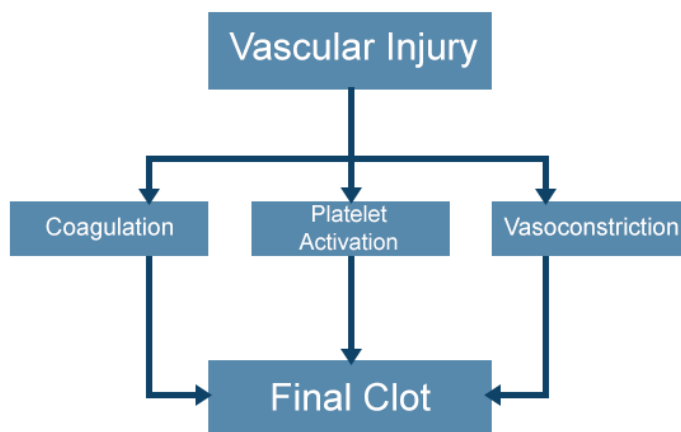 Vascular Injury
Coagulation
Platelet
Activation
Vasoconstriction
Final Clot